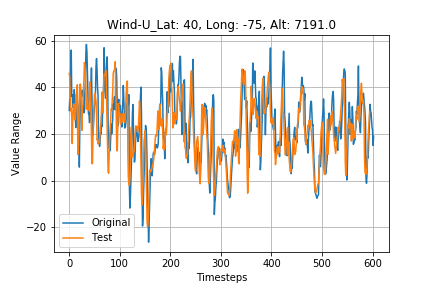 Wind-U_Lat: 40, Long: -75, Alt: 7191.0
Value Range
60
40
20
0
−20
Original
Test
0 100 200 300 400 500 600
Timesteps